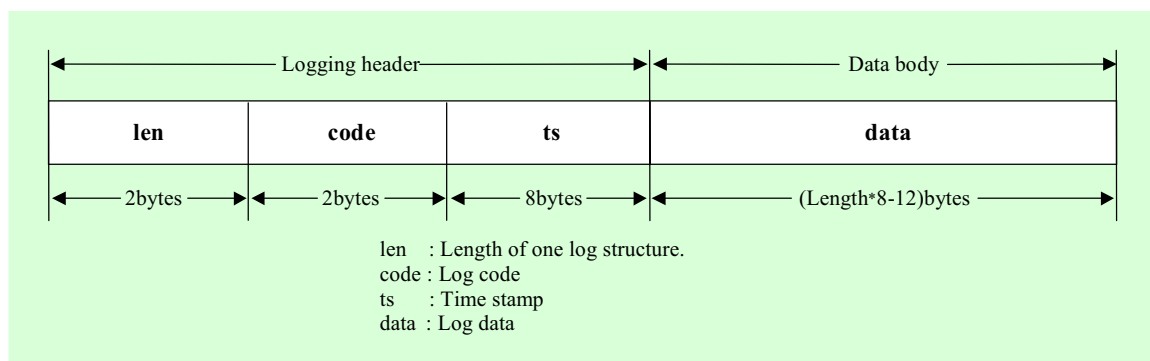 Logging header Data body
len code ts data
2bytes 2bytes 8bytes (Length*8-12)bytes
len : Length of one log structure.
code : Log code
ts : Time stamp
data : Log data